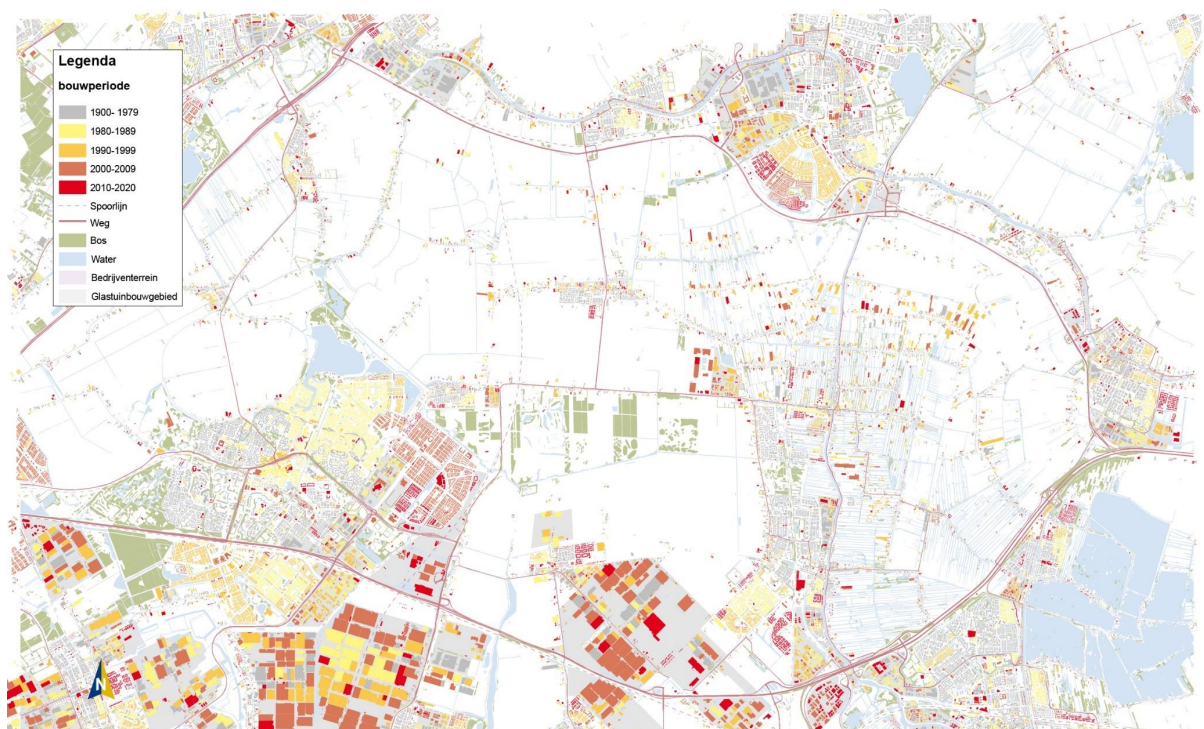 Legenda
bouwperiode
1900- 1979
1980-1989
1990-1999
2000-2009
2010-2020
Spoorlijn
Weg
Bos
Water
Bedrijventerrein
Glastuinbouwgebied
N